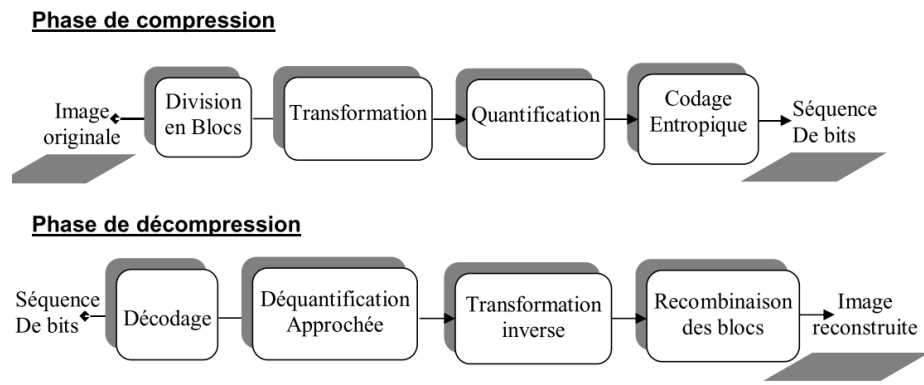 Phase de compression
Image
originale
Division
en Blocs
Transformation
Quantification
Codage
Entropique
Séquence
De bits
Phase de décompression
Séquence
De bits
Décodage
Déquantification
Approchée
Transformation
inverse
Recombinaison
des blocs
Image
reconstruite